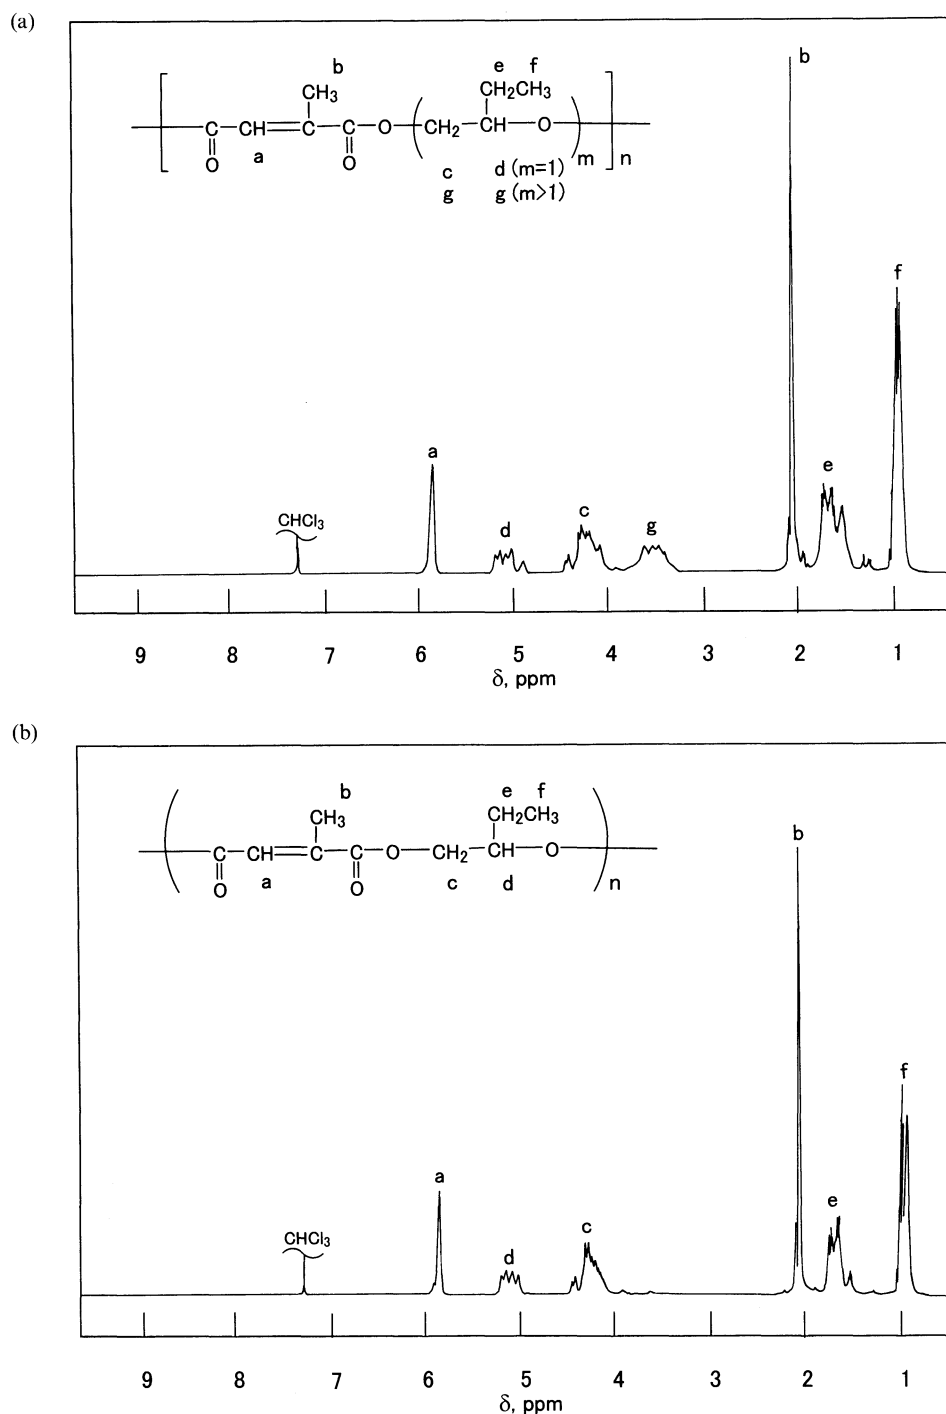 (a)
b
e f
CH3
CH2CH3
C CH C C O CH2 CH O
O a O m n
c d (m=1)
g g (m>1)
b
f
a
CHCl3
d
c
g
e
9 8 7 6 5 4 3 2 1
δ, ppm
(b)
b
e f
CH3
CH2CH3
C CH C C O CH2 CH O
O a O c d n
b
f
a
CHCl3
d
c
e
9 8 7 6 5 4 3 2 1
δ, ppm